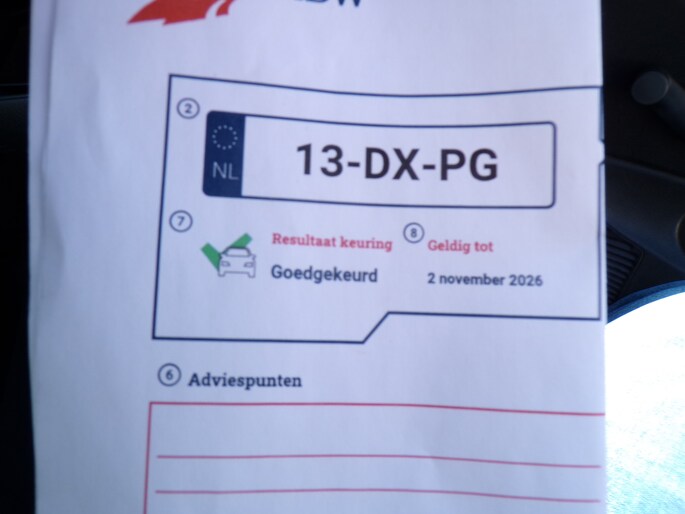 2
NL
13-DX-PG
7
Resultaat keuring
8
Geldig tot
Goedgekeurd
2 november 2026
6
Adviespunten